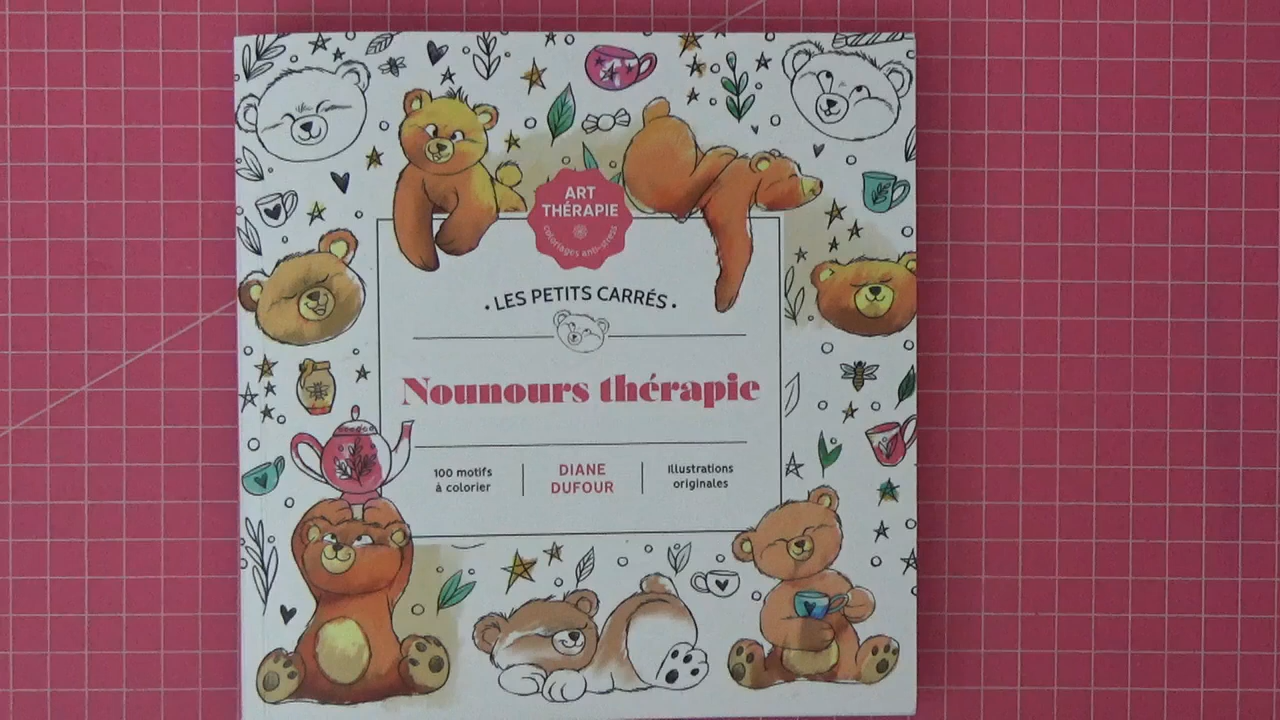 ART
THÉRAPIE
coloriages anti-stress
• LES PETITS CARRÉS •
Nounours thérapie
100 motifs
à colorier
DIANE
DUFOUR
Illustrations
originales